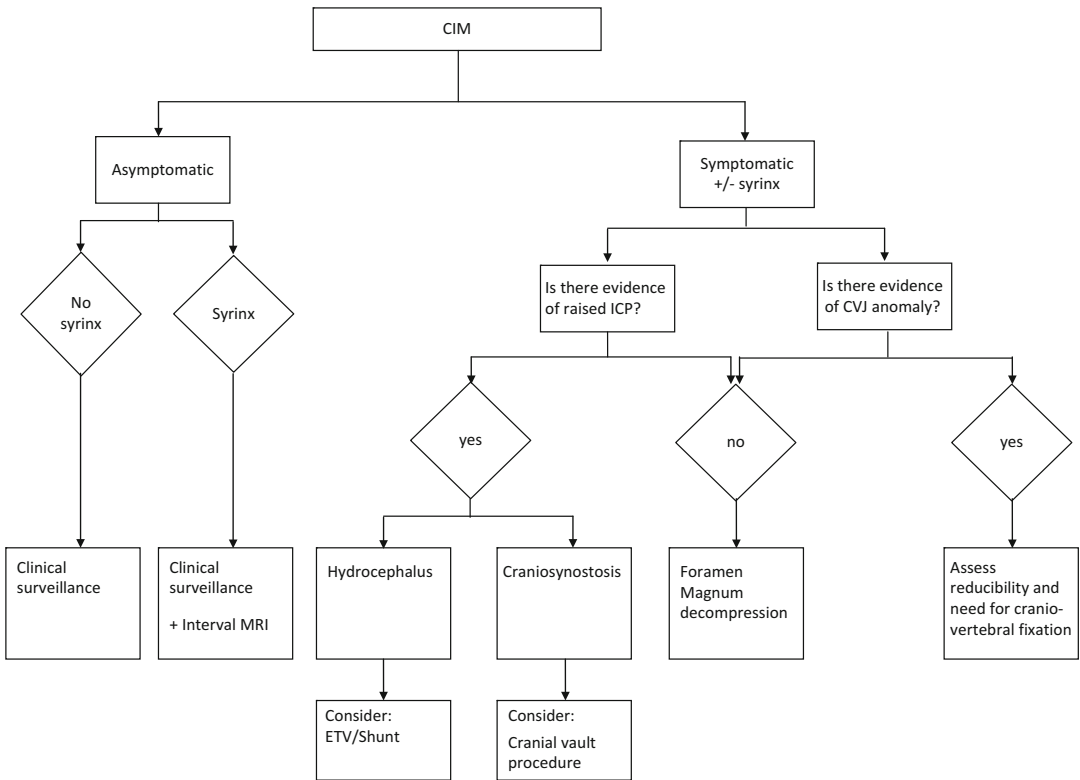 CIM
Asymptomatic
Symptomatic
+/- syrinx
No
syrinx
Syrinx
Is there evidence
of raised ICP?
Is there evidence
of CVJ anomaly?
yes
no
yes
Clinical
surveillance
Clinical
surveillance
+ Interval MRI
Hydrocephalus
Craniosynostosis
Foramen
Magnum
decompression
Assess
reducibility and
need for cranio-
vertebral fixation
Consider:
ETV/Shunt
Consider:
Cranial vault
procedure